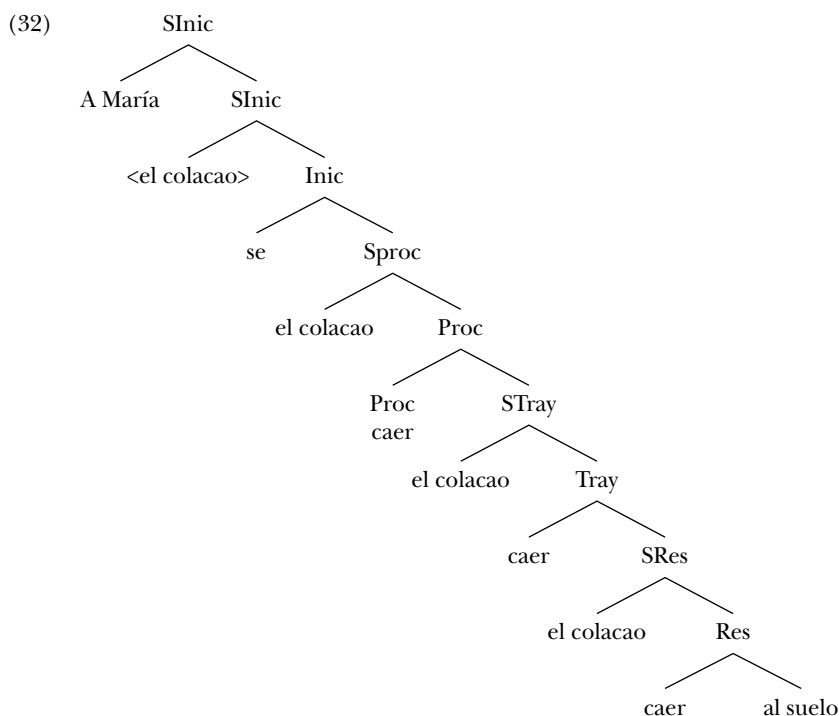 (32) SInic
A María SInic
<el colacao> Inic
se Sproc
el colacao Proc
Proc STray
caer
el colacao Tray
caer SRes
el colacao Res
caer al suelo